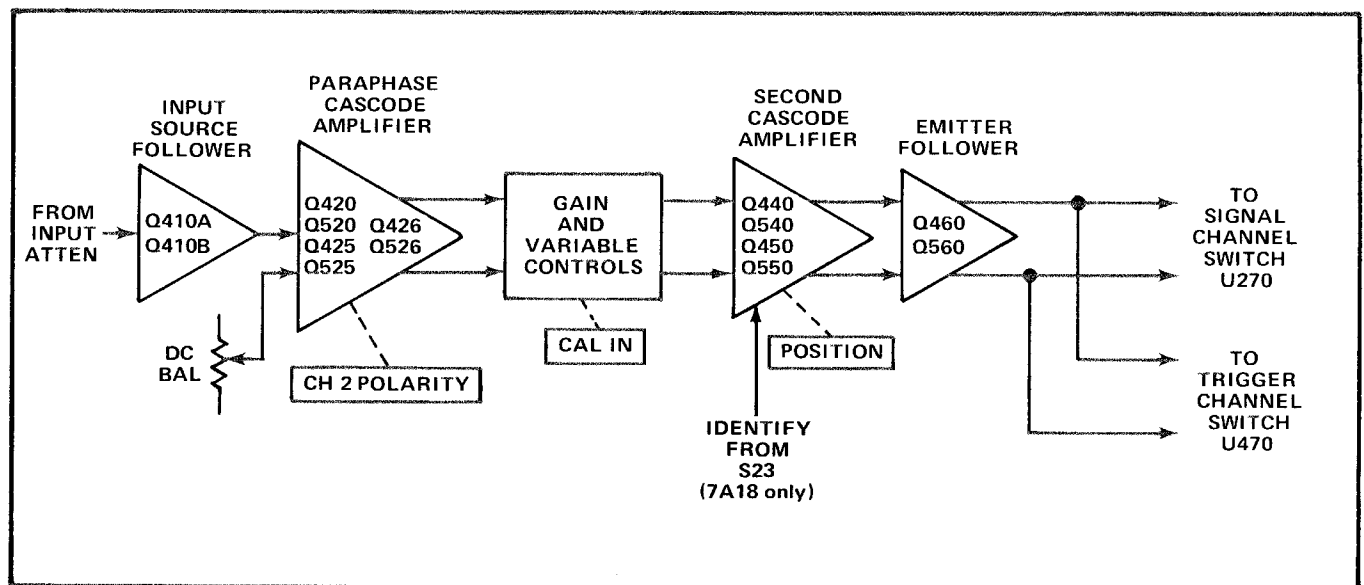 FROM
INPUT
ATTEN
INPUT
SOURCE
FOLLOWER
Q410A
Q410B
DC
BAL
PARAPHASE
CASCODE
AMPLIFIER
Q420
Q520 Q426
Q425 Q526
Q525
CH 2 POLARITY
GAIN
AND
VARIABLE
CONTROLS
CAL IN
SECOND
CASCODE
AMPLIFIER
Q440
Q540
Q450
Q550
POSITION
IDENTIFY
FROM
S23
(7A18 only)
EMITTER
FOLLOWER
Q460
Q560
TO
SIGNAL
CHANNEL
SWITCH
U270
TO
TRIGGER
CHANNEL
SWITCH
U470